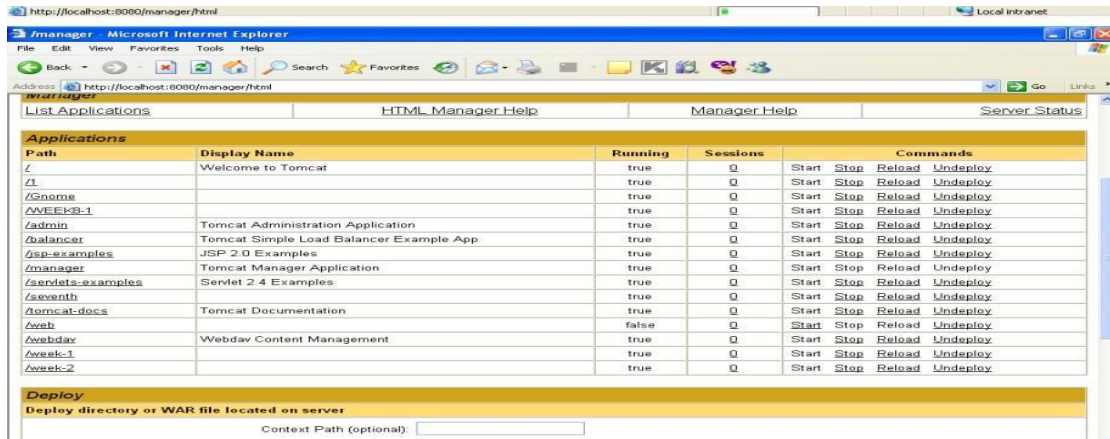 http://localhost:8080/manager/html Local intranet
/manager - Microsoft Internet Explorer
File Edit View Favorites Tools Help
Back Search Favorites
Address http://localhost:8080/manager/html Go Links
Manager
List Applications HTML Manager Help Manager Help Server Status
Applications
Path Display Name Running Sessions Commands
/ Welcome to Tomcat true 0 Start Stop Reload Undeploy
/1 true 0 Start Stop Reload Undeploy
/Gnome true 0 Start Stop Reload Undeploy
/WEEK8-1 true 0 Start Stop Reload Undeploy
/admin Tomcat Administration Application true 0 Start Stop Reload Undeploy
/balancer Tomcat Simple Load Balancer Example App true 0 Start Stop Reload Undeploy
/jsp-examples JSP 2.0 Examples true 0 Start Stop Reload Undeploy
/manager Tomcat Manager Application true 0 Start Stop Reload Undeploy
/servlets-examples Servlet 2.4 Examples true 0 Start Stop Reload Undeploy
/seventh true 0 Start Stop Reload Undeploy
/tomcat-docs Tomcat Documentation true 0 Start Stop Reload Undeploy
/web false 0 Start Stop Reload Undeploy
/webdav Webdav Content Management true 0 Start Stop Reload Undeploy
/week-1 true 0 Start Stop Reload Undeploy
/week-2 true 0 Start Stop Reload Undeploy
Deploy
Deploy directory or WAR file located on server
Context Path (optional):